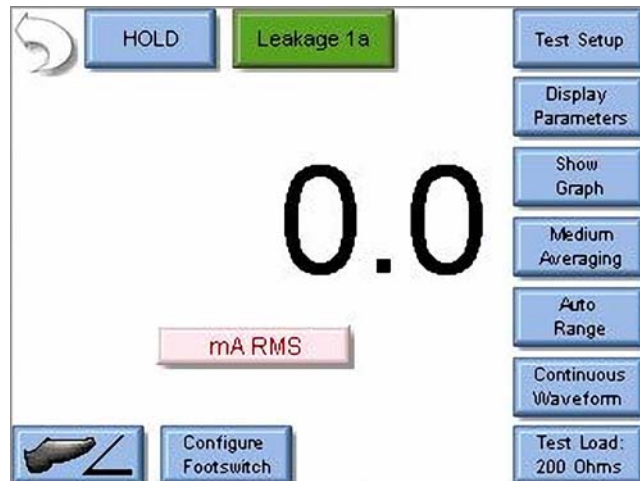 HOLD
Leakage 1a
Test Setup
Display
Parameters
Show
Graph
0.0
Medium
Averaging
Auto
Range
mA RMS
Continuous
Waveform
Configure
Footswitch
Test Load:
200 Ohms